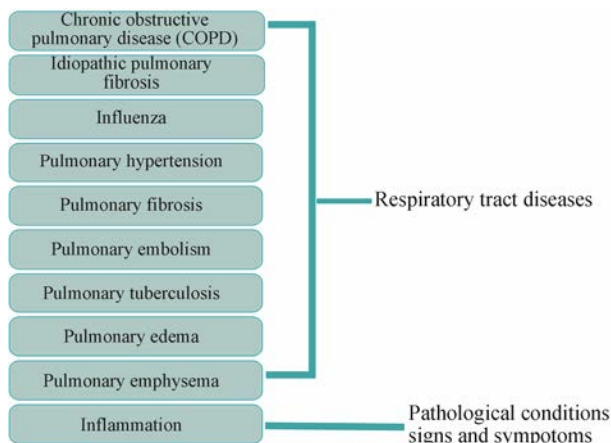 Chronic obstructive
pulmonary disease (COPD)
Idiopathic pulmonary
fibrosis
Influenza
Pulmonary hypertension
Pulmonary fibrosis
Pulmonary embolism
Pulmonary tuberculosis
Pulmonary edema
Pulmonary emphysema
Inflammation
Respiratory tract diseases
Pathological conditions
signs and sympotoms